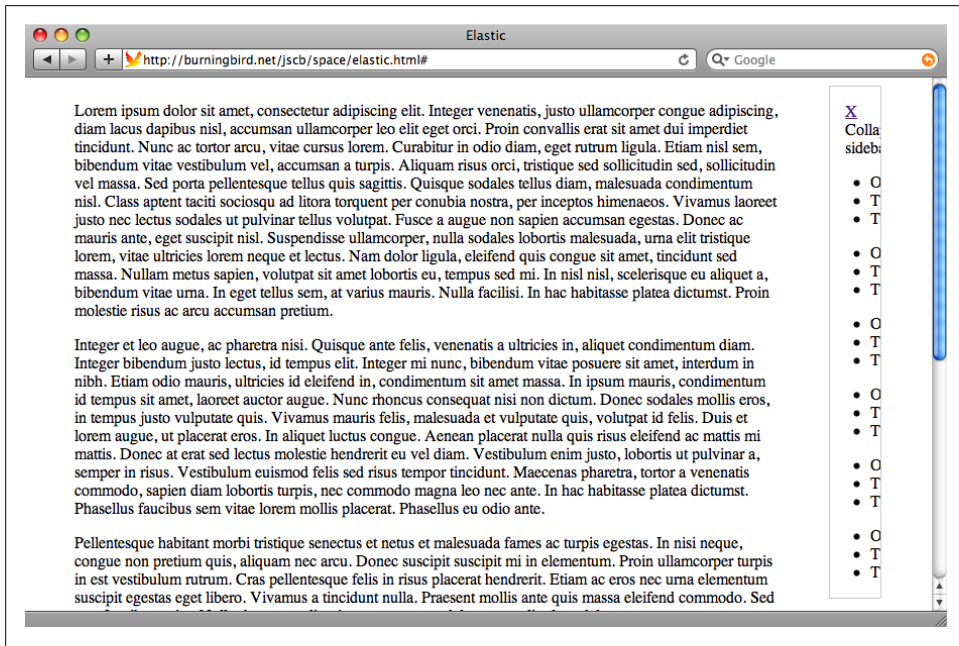 Elastic
http://burningbird.net/jscb/space/elastic.html#
Google
Lorem ipsum dolor sit amet, consectetur adipiscing elit. Integer venenatis, justo ullamcorper congue adipiscing,
diam lacus dapibus nisl, accumsan ullamcorper leo elit eget orci. Proin convallis erat sit amet dui imperdiet
tincidunt. Nunc ac tortor arcu, vitae cursus lorem. Curabitur in odio diam, eget rutrum ligula. Etiam nisl sem,
bibendum vitae vestibulum vel, accumsan a turpis. Aliquam risus orci, tristique sed sollicitudin sed, sollicitudin
vel massa. Sed porta pellentesque tellus quis sagittis. Quisque sodales tellus diam, malesuada condimentum
nisl. Class aptent taciti sociosqu ad litora torquent per conubia nostra, per inceptos himenaeos. Vivamus laoreet
justo nec lectus sodales ut pulvinar tellus volutpat. Fusce a augue non sapien accumsan egestas. Donec ac
mauris ante, eget suscipit nisl. Suspendisse ullamcorper, nulla sodales lobortis malesuada, urna elit tristique
lorem, vitae ultricies lorem neque et lectus. Nam dolor ligula, eleifend quis congue sit amet, tincidunt sed
massa. Nullam metus sapien, volutpat sit amet lobortis eu, tempus sed mi. In nisl nisl, scelerisque eu aliquet a,
bibendum vitae urna. In eget tellus sem, at varius mauris. Nulla facilisi. In hac habitasse platea dictumst. Proin
molestie risus ac arcu accumsan pretium.
Integer et leo augue, ac pharetra nisi. Quisque ante felis, venenatis a ultricies in, aliquet condimentum diam.
Integer bibendum justo lectus, id tempus elit. Integer mi nunc, bibendum vitae posuere sit amet, interdum in
nibh. Etiam odio mauris, ultricies id eleifend in, condimentum sit amet massa. In ipsum mauris, condimentum
id tempus sit amet, laoreet auctor augue. Nunc rhoncus consequat nisi non dictum. Donec sodales mollis eros,
in tempus justo vulputate quis. Vivamus mauris felis, malesuada et vulputate quis, volutpat id felis. Duis et
lorem augue, ut placerat eros. In aliquet luctus congue. Aenean placerat nulla quis risus eleifend ac mattis mi
mattis. Donec at erat sed lectus molestie hendrerit eu vel diam. Vestibulum enim justo, lobortis ut pulvinar a,
semper in risus. Vestibulum euismod felis sed risus tempor tincidunt. Maecenas pharetra, tortor a venenatis
commodo, sapien diam lobortis turpis, nec commodo magna leo nec ante. In hac habitasse platea dictumst.
Phasellus faucibus sem vitae lorem mollis placerat. Phasellus eu odio ante.
Pellentesque habitant morbi tristique senectus et netus et malesuada fames ac turpis egestas. In nisi neque,
congue non pretium quis, aliquam nec arcu. Donec suscipit suscipit mi in elementum. Proin ullamcorper turpis
in est vestibulum rutrum. Cras pellentesque felis in risus placerat hendrerit. Etiam ac eros nec urna elementum
suscipit egestas eget libero. Vivamus a tincidunt nulla. Praesent mollis ante quis massa eleifend commodo. Sed
X
Colla
sideb
• O
• T
• T
• O
• T
• T
• O
• T
• T
• O
• T
• T
• O
• T
• T
• O
• T
• T